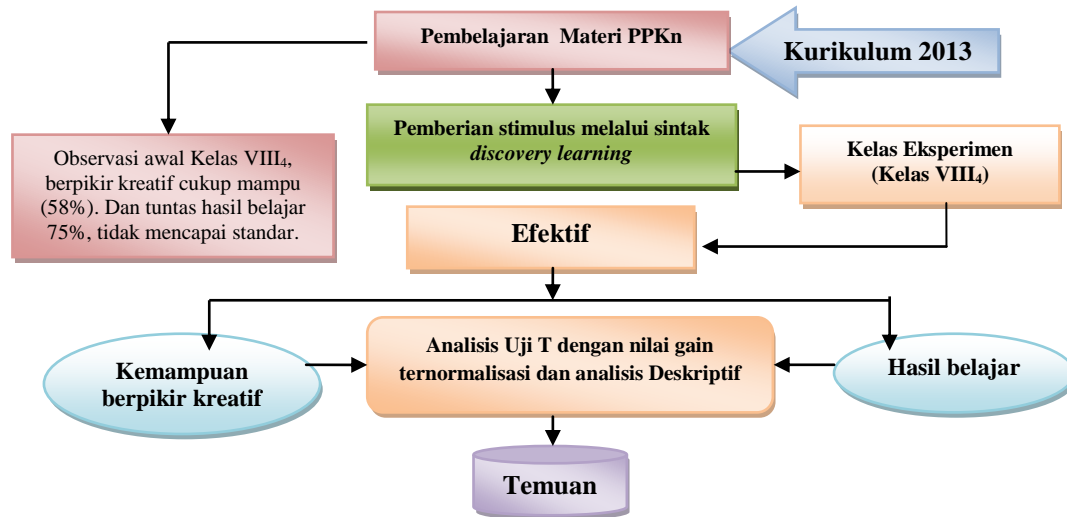 Pembelajaran Materi PPKn
Kurikulum 2013
Pemberian stimulus melalui sintak
discovery learning
Observasi awal Kelas VIII₄,
berpikir kreatif cukup mampu
(58%). Dan tuntas hasil belajar
75%, tidak mencapai standar.
Kelas Eksperimen
(Kelas VIII₄)
Efektif
Kemampuan
berpikir kreatif
Analisis Uji T dengan nilai gain
ternormalisasi dan analisis Deskriptif
Hasil belajar
Temuan